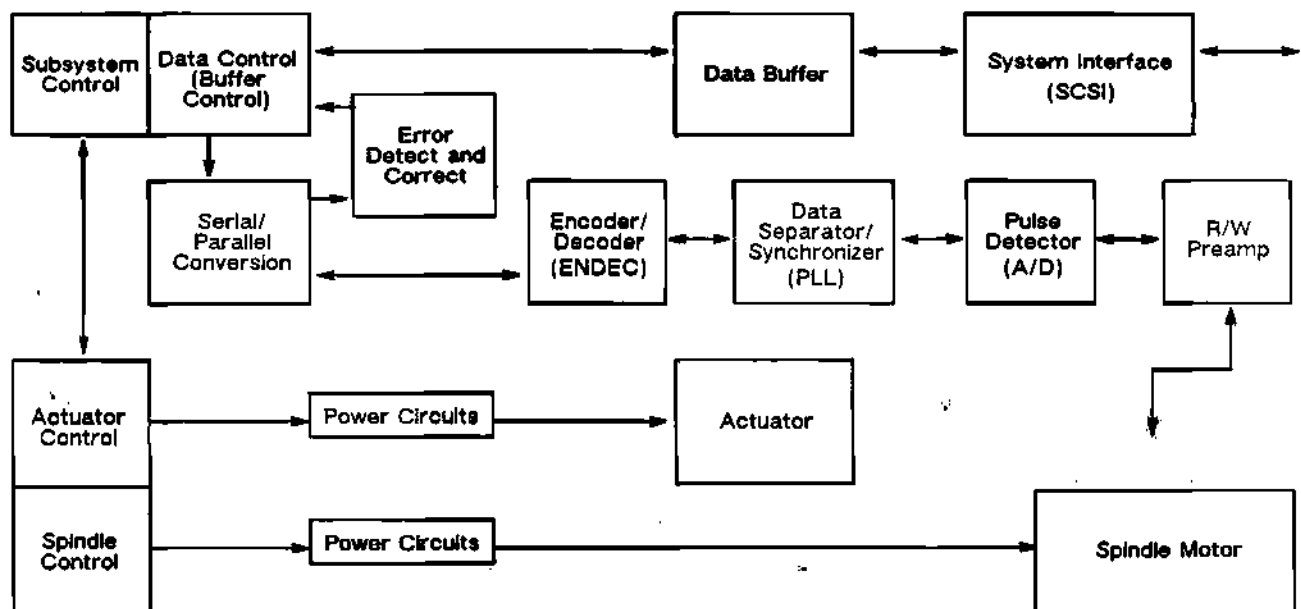 Subsystem
Control
Data Control
(Buffer
Control)
Data Buffer
System Interface
(SCSI)
Error
Detect and
Correct
Serial/
Parallel
Conversion
Encoder/
Decoder
(ENDEC)
Data
Separator/
Synchronizer
(PLL)
Pulse
Detector
(A/D)
R/W
Preamp
Actuator
Control
Power Circuits
Actuator
Spindle
Control
Power Circuits
Spindle Motor